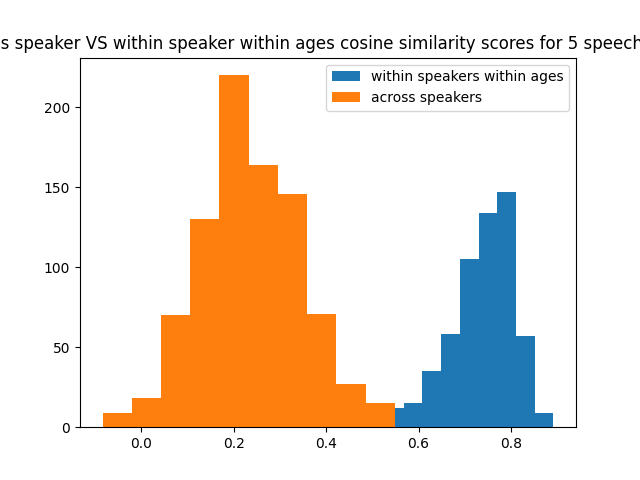 s speaker VS within speaker within ages cosine similarity scores for 5 speech
within speakers within ages
across speakers
200
150
100
50
0
0.0 0.2 0.4 0.6 0.8